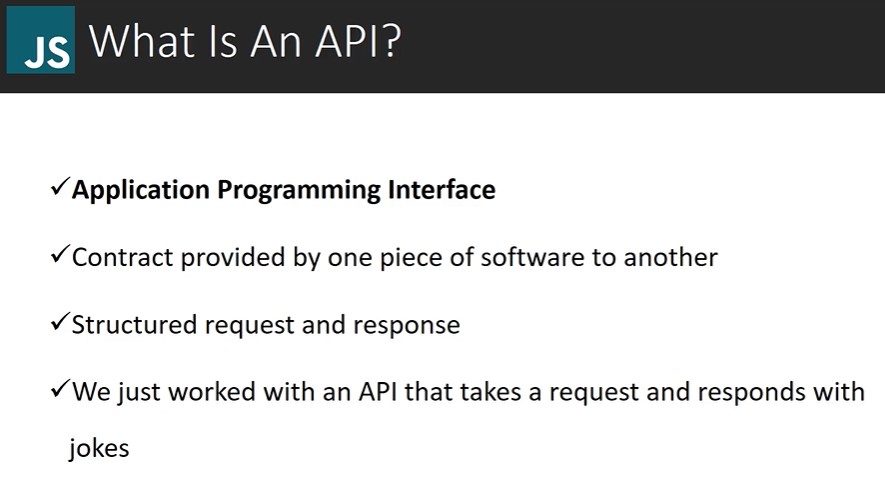 JS What Is An API?
✓Application Programming Interface
✓Contract provided by one piece of software to another
✓Structured request and response
✓We just worked with an API that takes a request and responds with
jokes